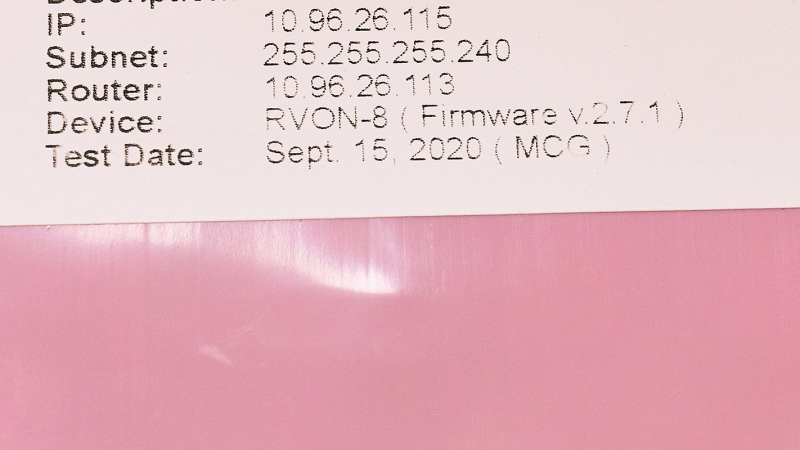 IP: 10.96.26.115
Subnet: 255.255.255.240
Router: 10.96.26.113
Device: RVON-8 ( Firmware v.2.7.1 )
Test Date: Sept. 15, 2020 ( MCG )